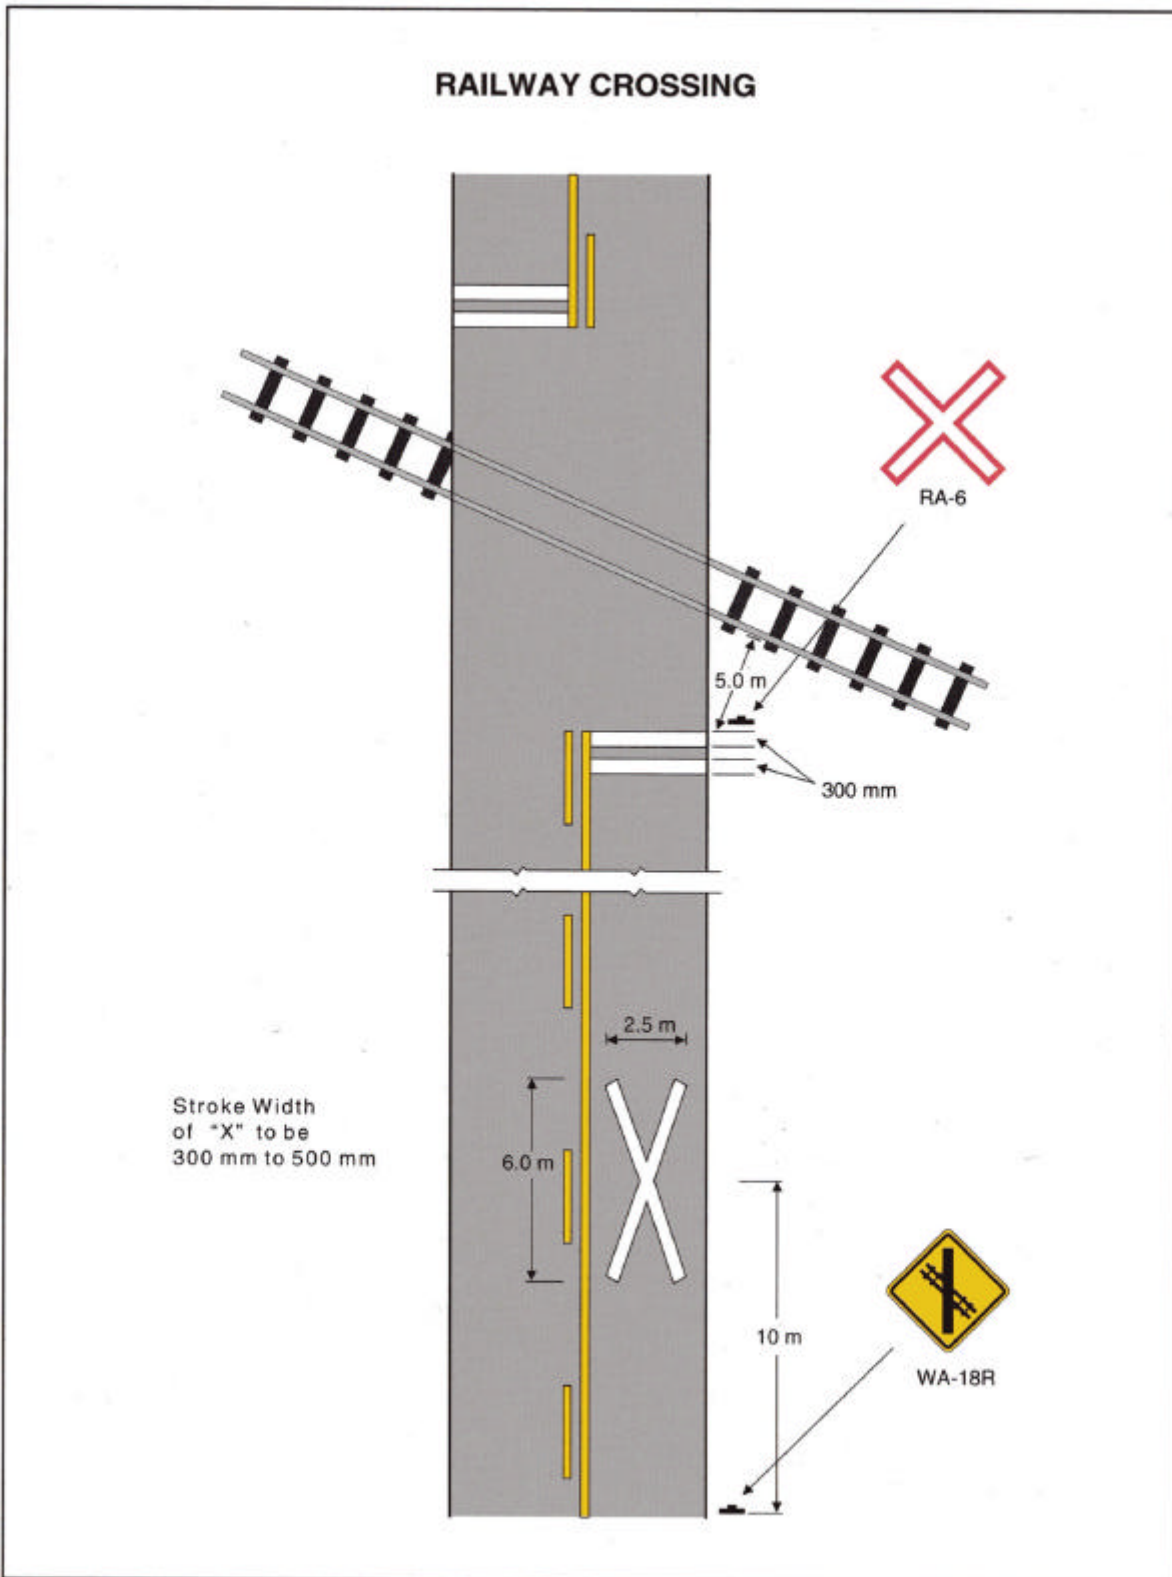 RAILWAY CROSSING
RA-6
5.0 m
300 mm
2.5 m
Stroke Width
of "X" to be
300 mm to 500 mm
6.0 m
10 m
WA-18R